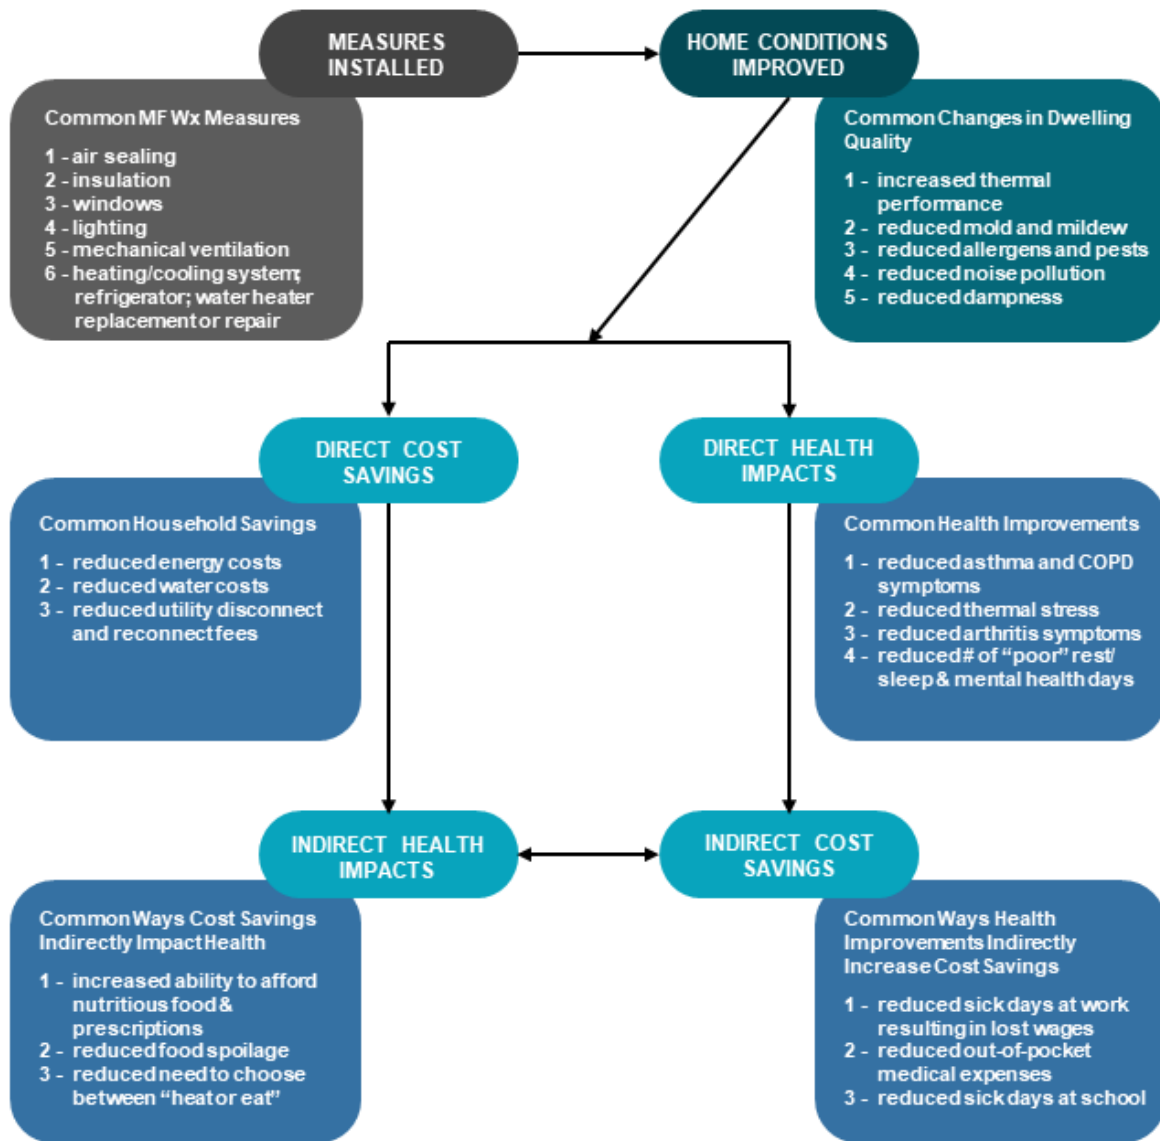 MEASURES
INSTALLED
HOME CONDITIONS
IMPROVED
Common MF Wx Measures
1 - air sealing
2 - insulation
3 - windows
4 - lighting
5 - mechanical ventilation
6 - heating/cooling system;
refrigerator; water heater
replacement or repair
Common Changes in Dwelling
Quality
1 - increased thermal
performance
2 - reduced mold and mildew
3 - reduced allergens and pests
4 - reduced noise pollution
5 - reduced dampness
DIRECT COST
SAVINGS
DIRECT HEALTH
IMPACTS
Common Household Savings
1 - reduced energy costs
2 - reduced water costs
3 - reduced utility disconnect
and reconnect fees
Common Health Improvements
1 - reduced asthma and COPD
symptoms
2 - reduced thermal stress
3 - reduced arthritis symptoms
4 - reduced # of “poor” rest/
sleep & mental health days
INDIRECT HEALTH
IMPACTS
INDIRECT COST
SAVINGS
Common Ways Cost Savings
Indirectly Impact Health
1 - increased ability to afford
nutritious food &
prescriptions
2 - reduced food spoilage
3 - reduced need to choose
between “heat or eat”
Common Ways Health
Improvements Indirectly
Increase Cost Savings
1 - reduced sick days at work
resulting in lost wages
2 - reduced out-of-pocket
medical expenses
3 - reduced sick days at school